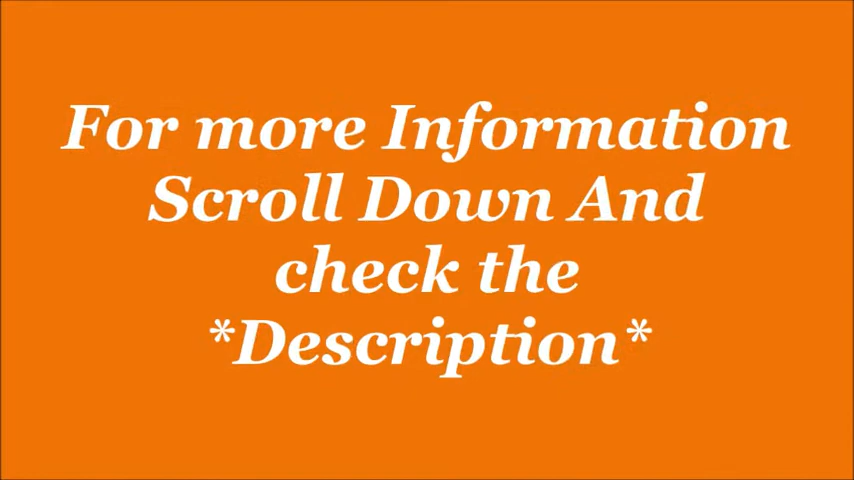 For more Information
Scroll Down And
check the
*Description*